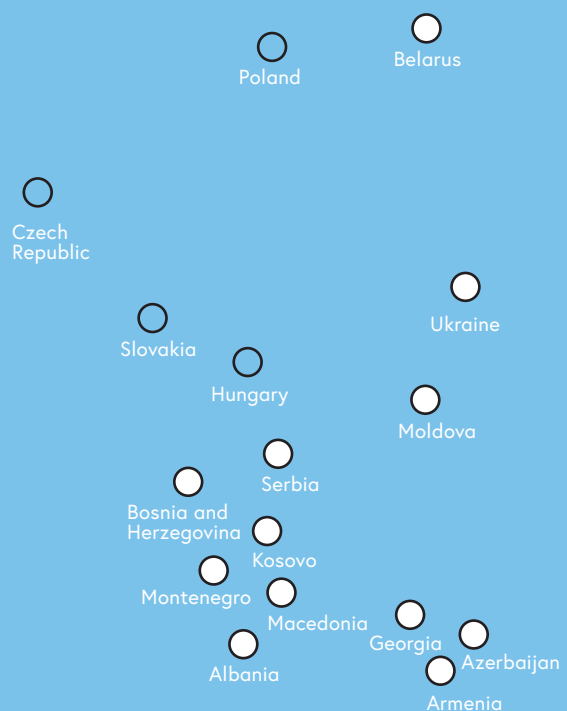 Belarus
Poland
Czech
Republic
Ukraine
Slovakia
Hungary
Moldova
Serbia
Bosnia and
Herzegovina
Kosovo
Montenegro
Macedonia
Georgia
Azerbaijan
Albania
Armenia